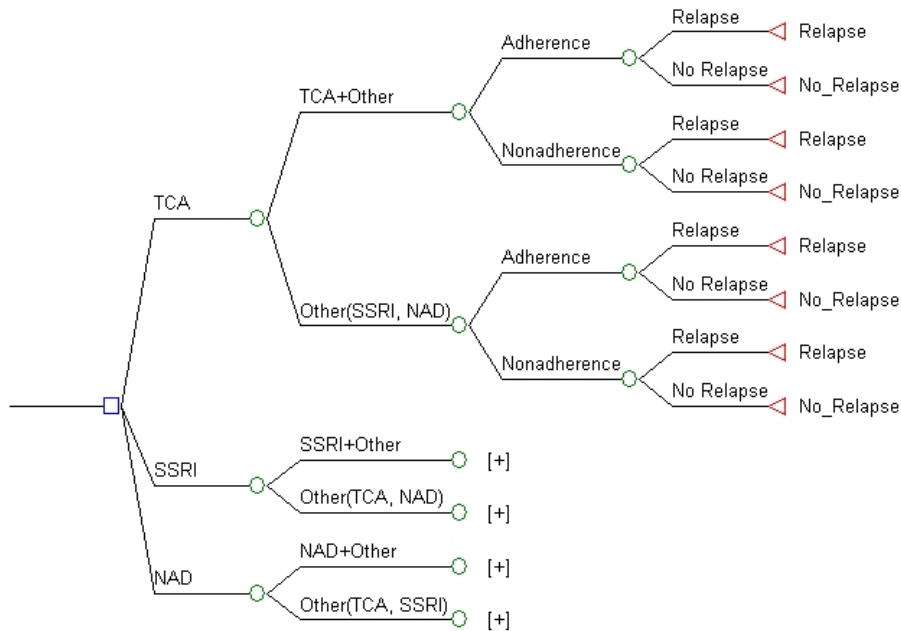 Relapse
Relapse
Adherence
No Relapse
No_Relapse
TCA+Other
Relapse
Relapse
Nonadherence
No Relapse
No_Relapse
TCA
Relapse
Relapse
Adherence
No Relapse
No_Relapse
Other(SSRI, NAD)
Relapse
Relapse
Nonadherence
No Relapse
No_Relapse
SSRI+Other
[+]
SSRI
Other(TCA, NAD)
[+]
NAD+Other
[+]
NAD
Other(TCA, SSRI)
[+]